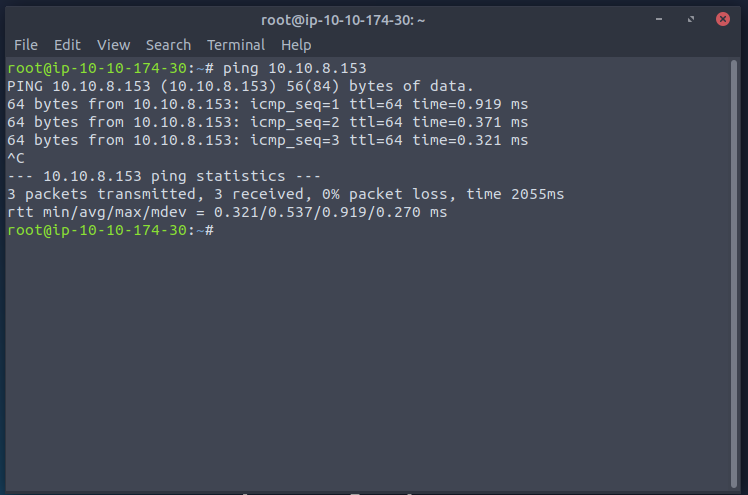 root@ip-10-10-174-30: ~
File Edit View Search Terminal Help
root@ip-10-10-174-30:~# ping 10.10.8.153
PING 10.10.8.153 (10.10.8.153) 56(84) bytes of data.
64 bytes from 10.10.8.153: icmp_seq=1 ttl=64 time=0.919 ms
64 bytes from 10.10.8.153: icmp_seq=2 ttl=64 time=0.371 ms
64 bytes from 10.10.8.153: icmp_seq=3 ttl=64 time=0.321 ms
^C
--- 10.10.8.153 ping statistics ---
3 packets transmitted, 3 received, 0% packet loss, time 2055ms
rtt min/avg/max/mdev = 0.321/0.537/0.919/0.270 ms
root@ip-10-10-174-30:~#